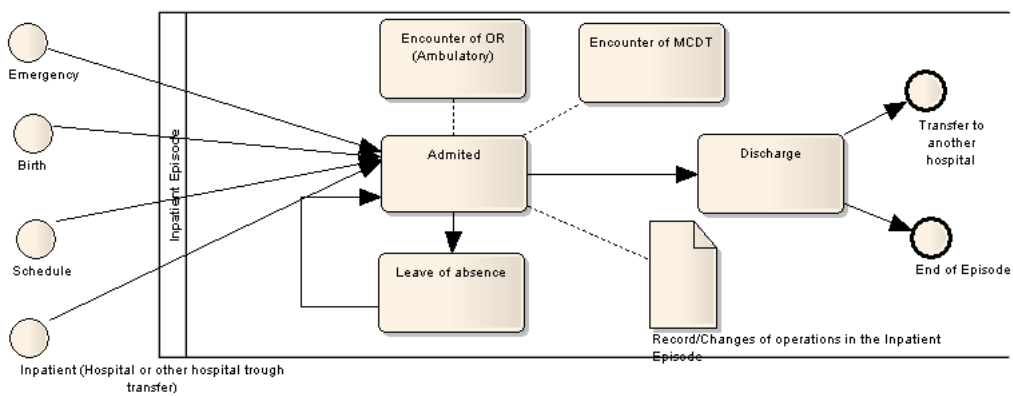 Emergency
Birth
Schedule
Inpatient (Hospital or other hospital trough
transfer)
Inpatient Episode
Encounter of OR
(Ambulatory)
Encounter of MCDT
Admited
Leave of absence
Discharge
Record/Changes of operations in the Inpatient
Episode
Transfer to
another
hospital
End of Episode